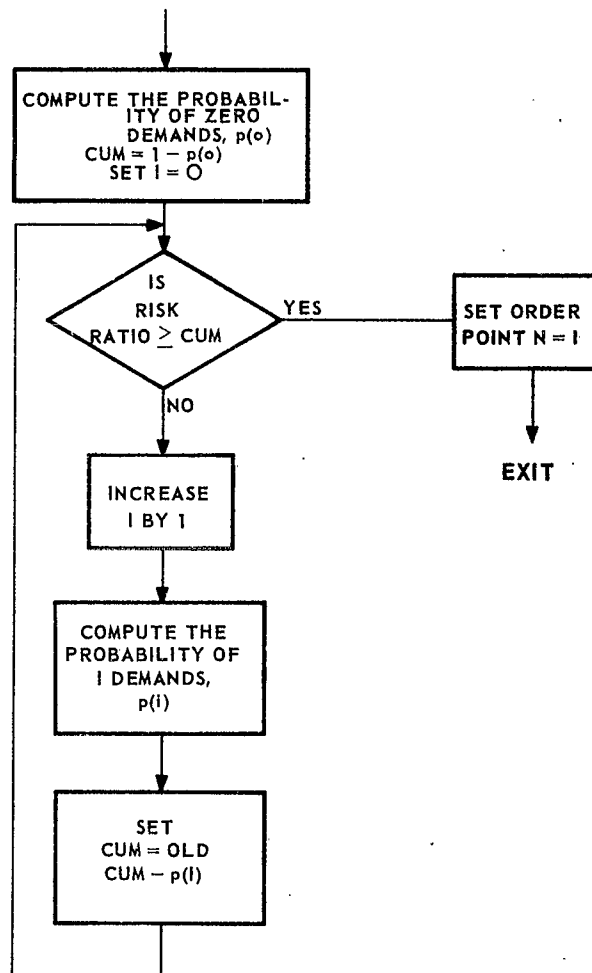 COMPUTE THE PROBABIL-
ITY OF ZERO
DEMANDS, p(o)
CUM = 1 - p(o)
SET I = O
IS
RISK
RATIO ≥ CUM
YES
SET ORDER
POINT N = I
EXIT
NO
INCREASE
I BY 1
COMPUTE THE
PROBABILITY OF
I DEMANDS,
p(i)
SET
CUM = OLD
CUM - p(I)